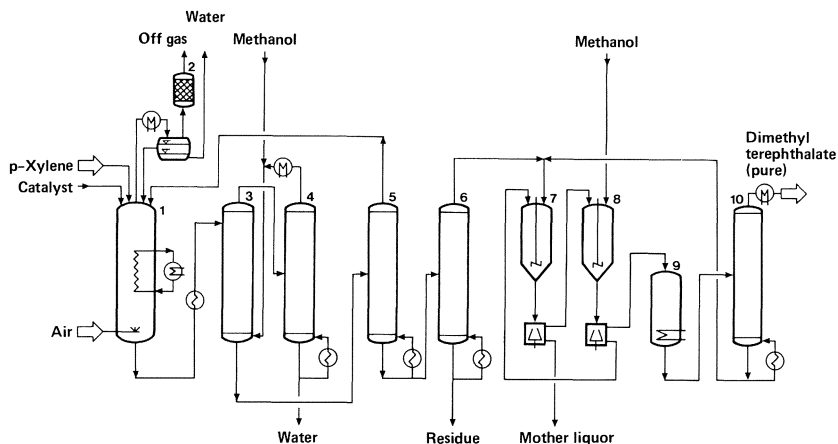 Water
Off gas
Methanol
Methanol
2
M
M
p-Xylene
Catalyst
Dimethyl
terephthalate
(pure)
M
1
3
4
5
6
7
8
9
10
Air
Water
Residue
Mother liquor